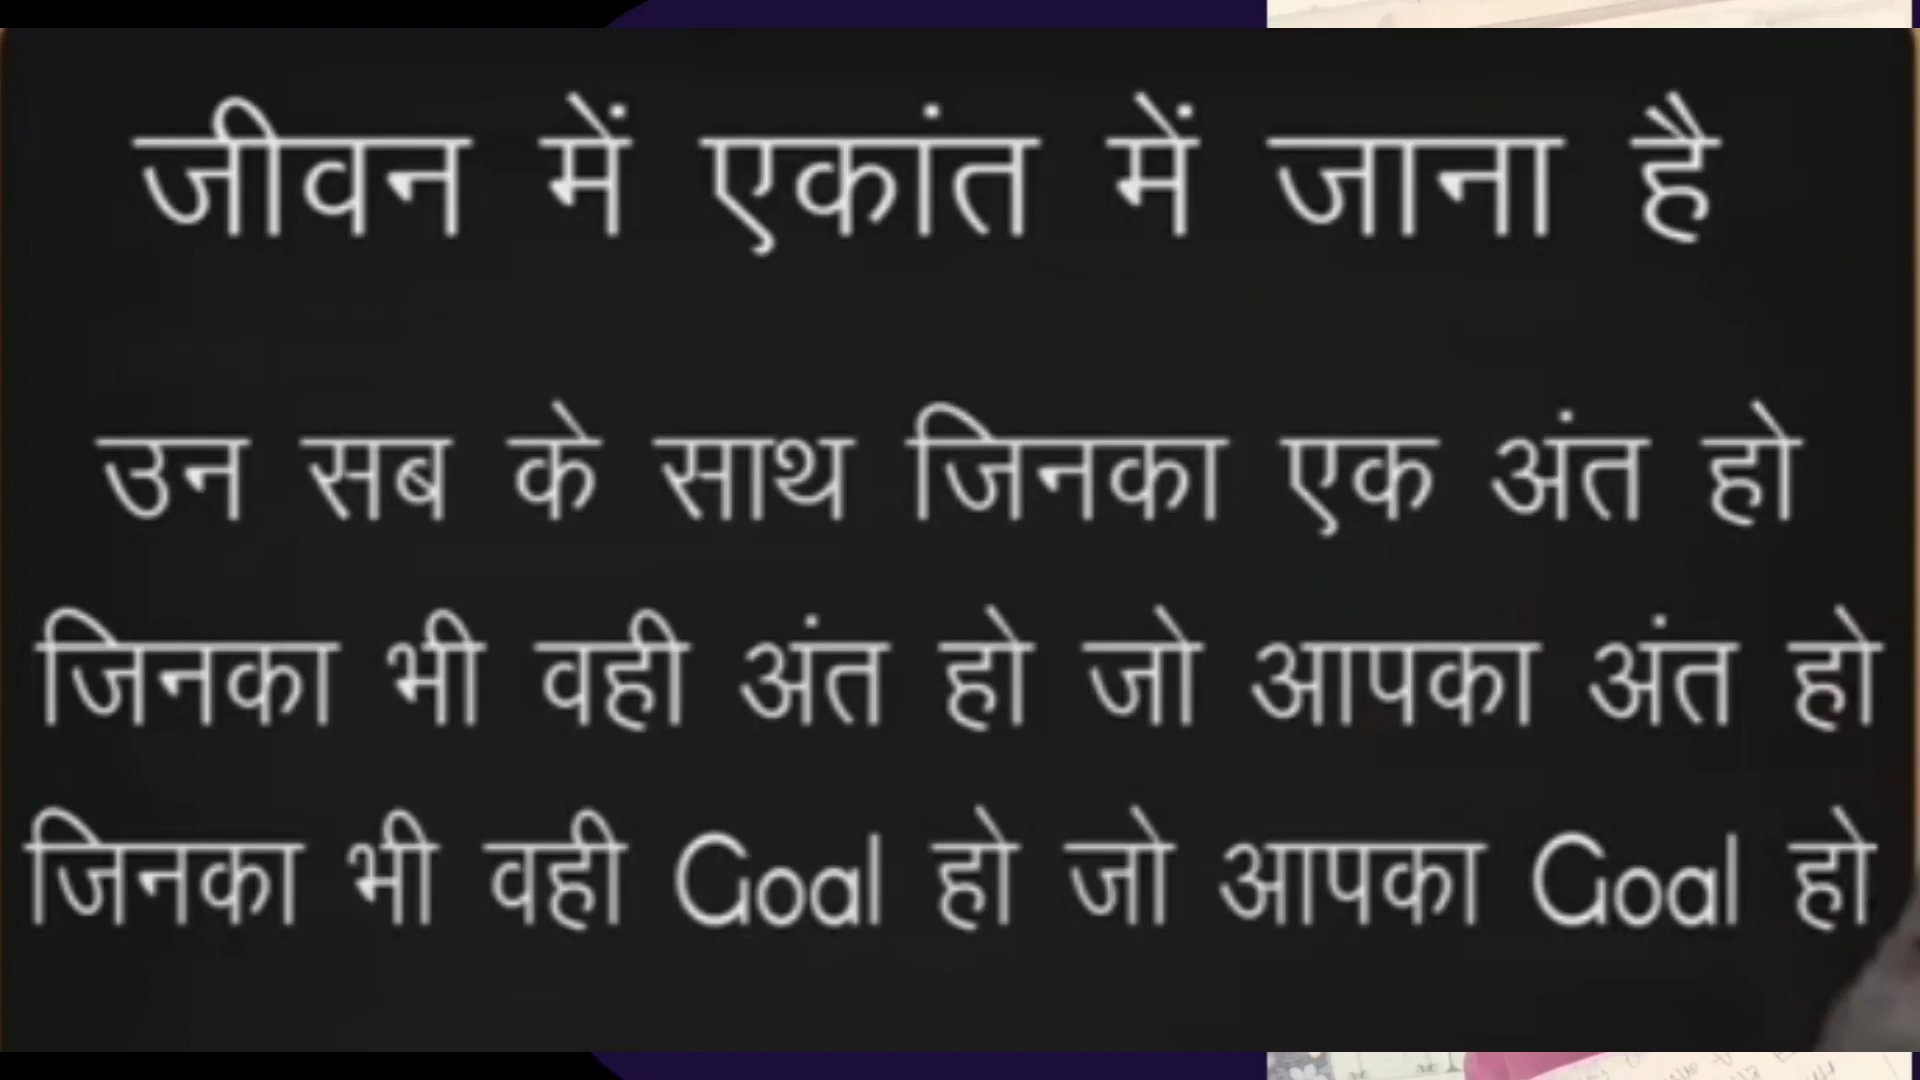 जीवन में एकांत में जाना है
उन सब के साथ जिनका एक अंत हो
जिनका भी वही अंत हो जो आपका अंत हो
जिनका भी वही Goal हो जो आपका Goal हो